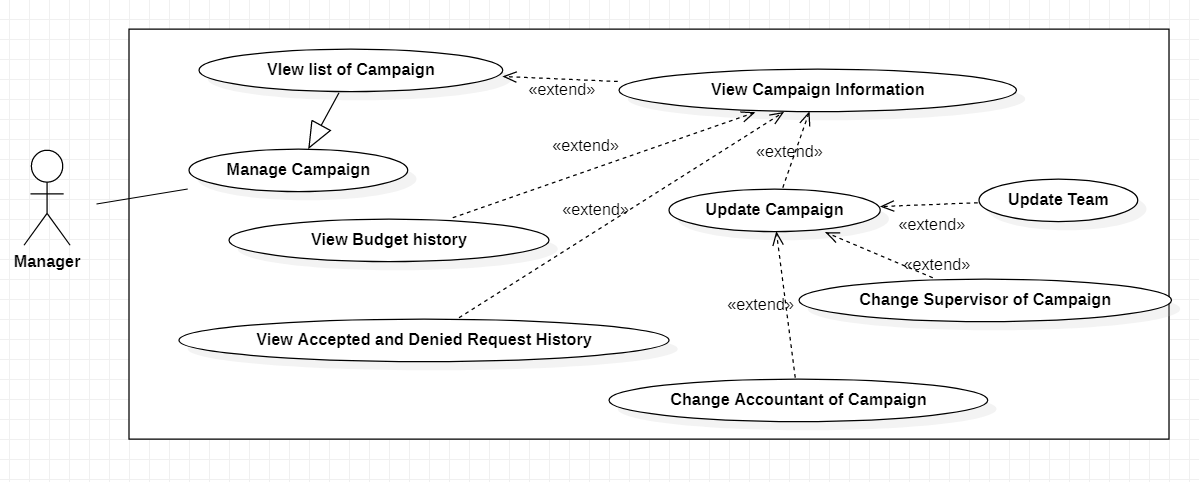 VIew list of Campaign
«extend»
View Campaign Information
«extend»
«extend»
Manage Campaign
Update Team
«extend»
Update Campaign
«extend»
View Budget history
Manager
«extend»
Change Supervisor of Campaign
«extend»
View Accepted and Denied Request History
Change Accountant of Campaign